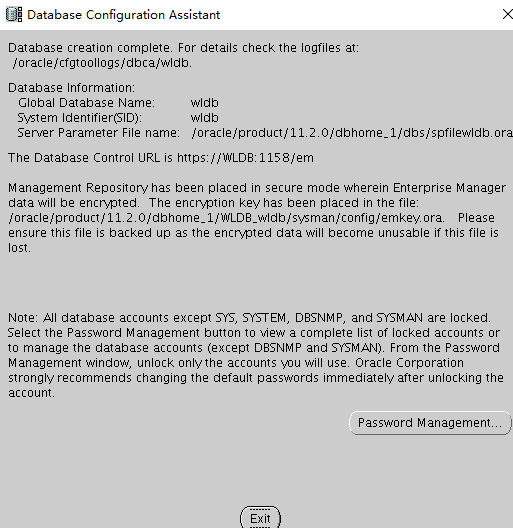 Database Configuration Assistant
Database creation complete. For details check the logfiles at:
/oracle/cfgtoollogs/dbca/wldb.
Database Information:
Global Database Name: wldb
System Identifier(SID): wldb
Server Parameter File name: /oracle/product/11.2.0/dbhome_1/dbs/spfilewldb.ora
The Database Control URL is https://WLDB:1158/em
Management Repository has been placed in secure mode wherein Enterprise Manager
data will be encrypted. The encryption key has been placed in the file:
/oracle/product/11.2.0/dbhome_1/WLDB_wldb/sysman/config/emkey.ora. Please
ensure this file is backed up as the encrypted data will become unusable if this file is
lost.
Note: All database accounts except SYS, SYSTEM, DBSNMP, and SYSMAN are locked.
Select the Password Management button to view a complete list of locked accounts or
to manage the database accounts (except DBSNMP and SYSMAN). From the Password
Management window, unlock only the accounts you will use. Oracle Corporation
strongly recommends changing the default passwords immediately after unlocking the
account.
Password Management...
Exit